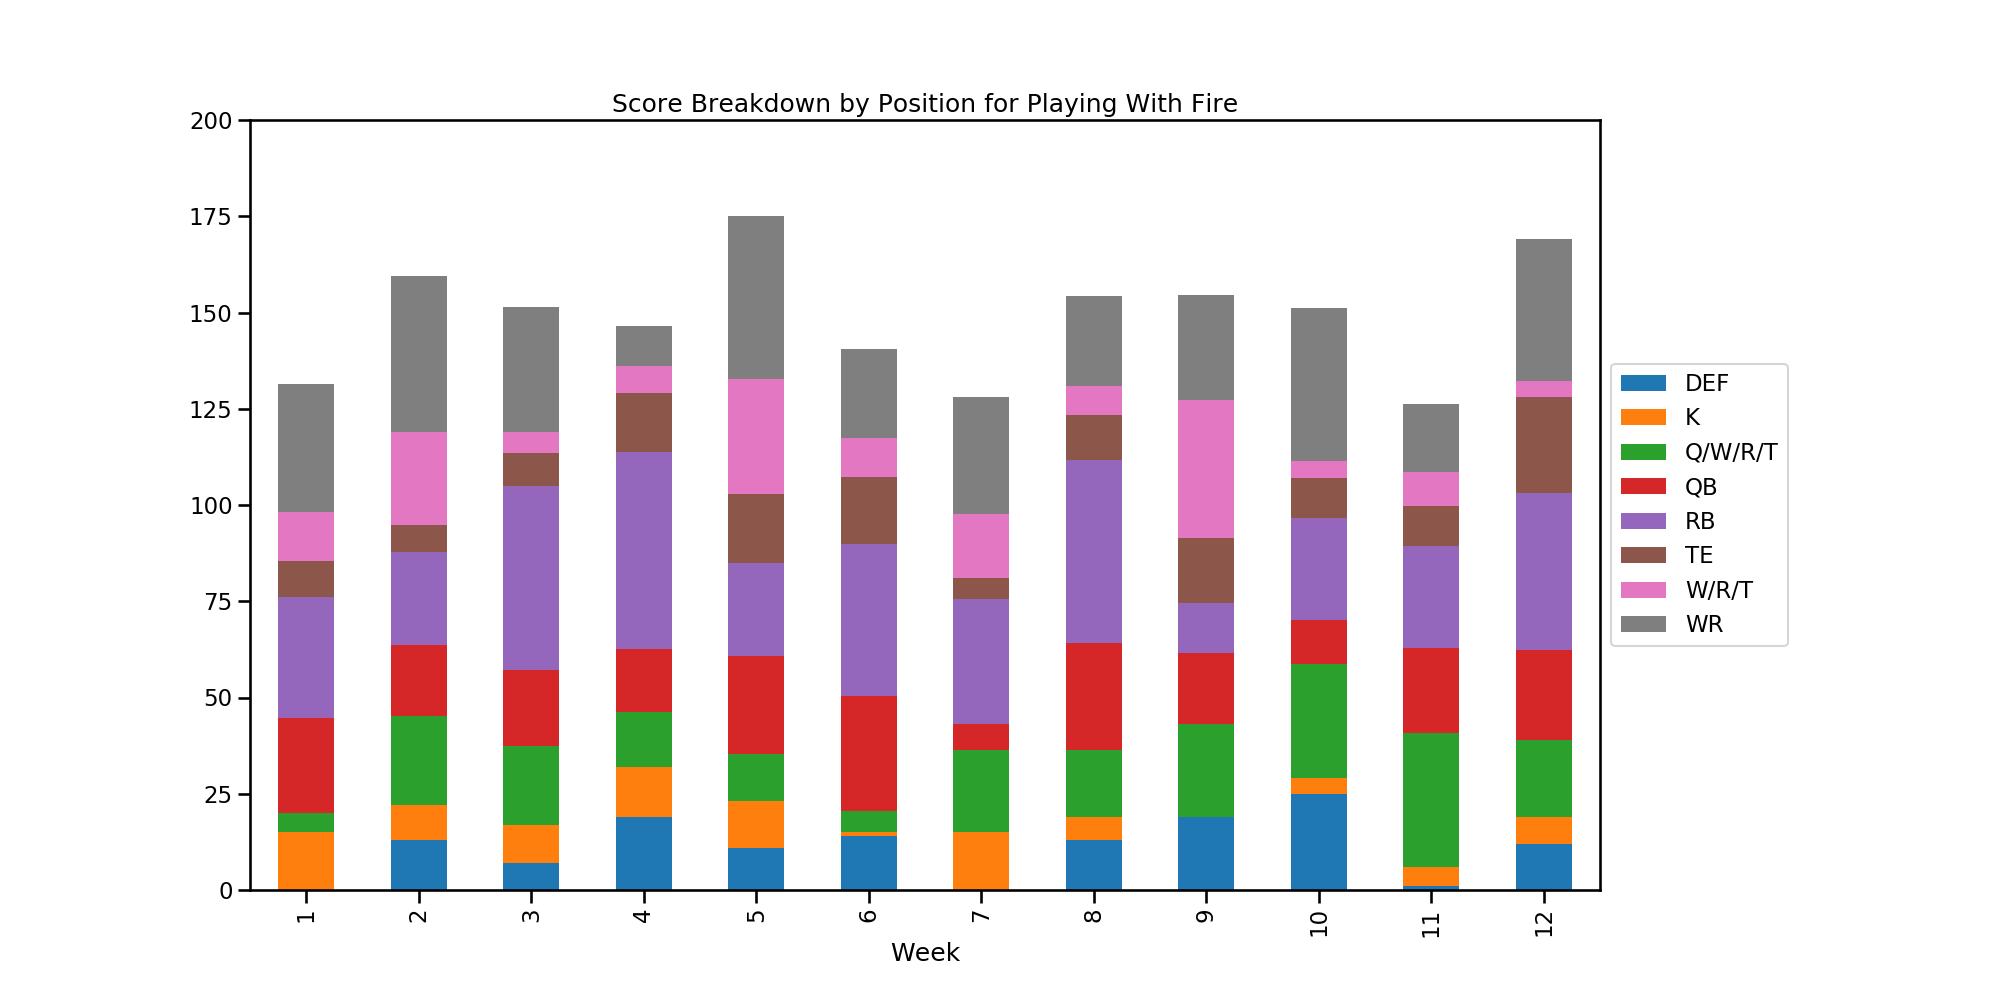 Score Breakdown by Position for Playing With Fire
200
175
150
125
100
75
50
25
0
1 2 3 4 5 6 7 8 9 10 11 12
Week
DEF
K
Q/W/R/T
QB
RB
TE
W/R/T
WR